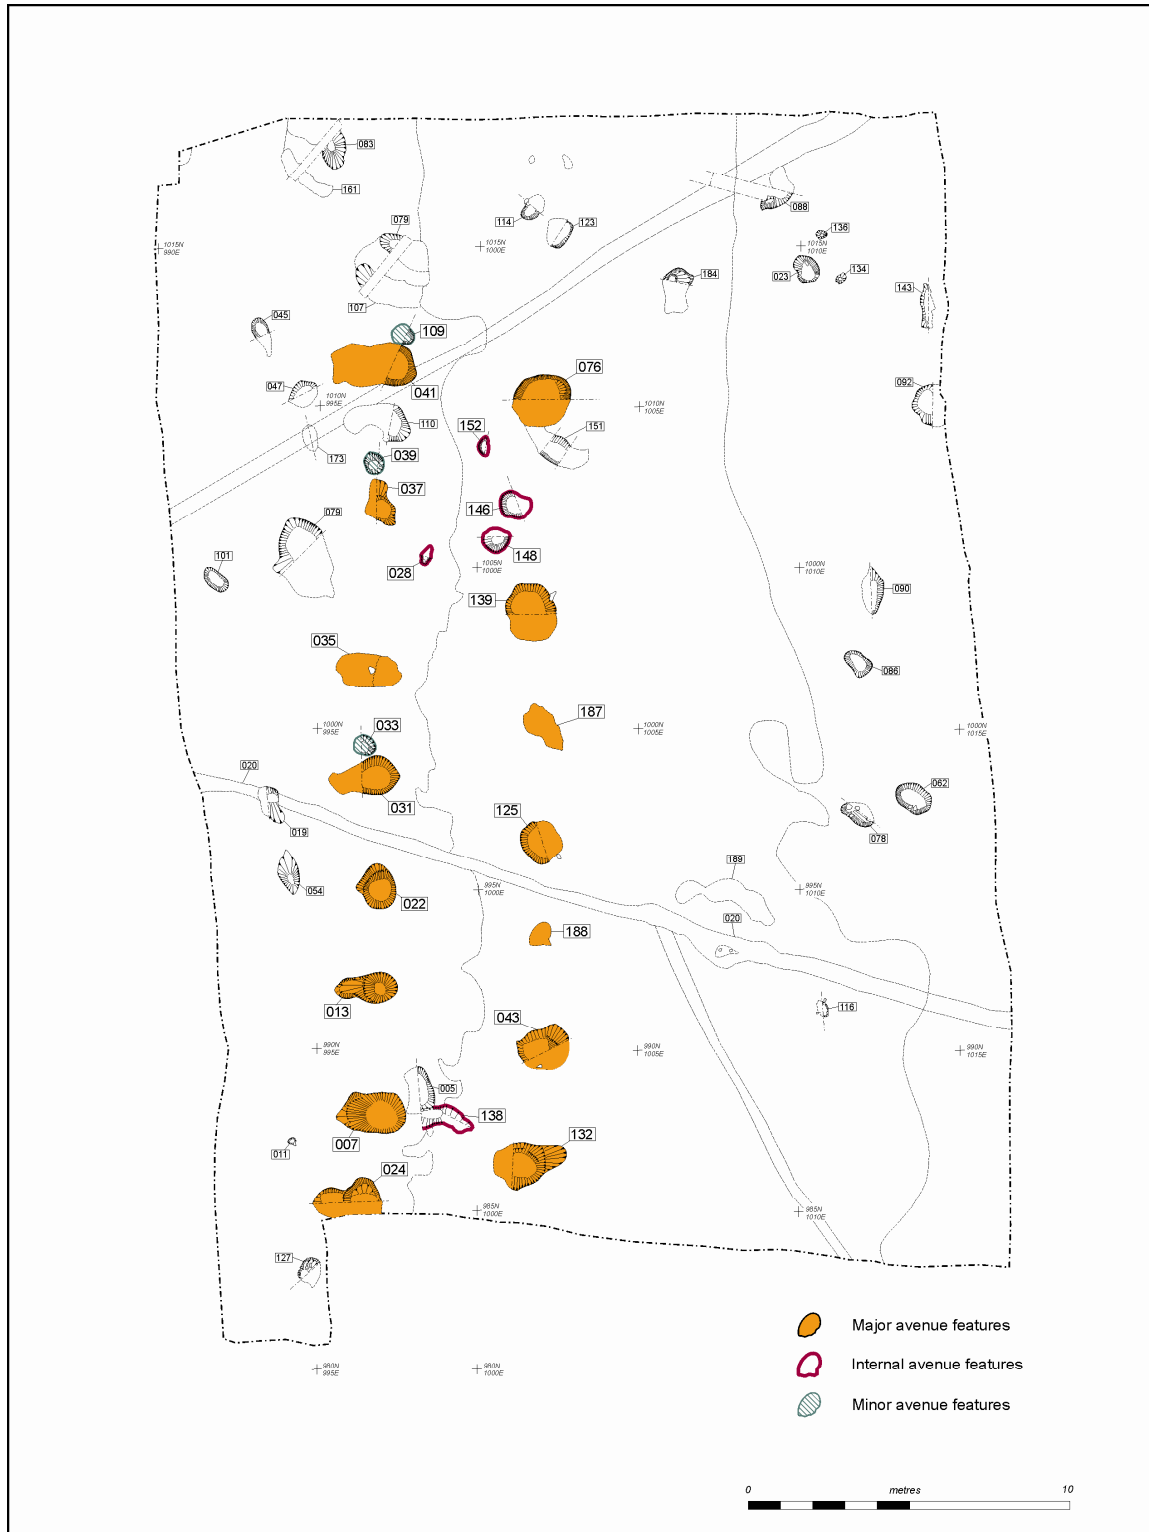 083
161
079
114
123
088
136
1015N
990E
1015N
1000E
1015N
1010E
184
023
134
143
107
045
109
041
076
047
1010N
995E
1010N
1005E
092
110
152
151
173
039
037
146
079
148
101
028
1005N
1000E
1000N
1010E
139
090
035
086
187
033
1000N
995E
1000N
1005E
1000N
1015E
020
031
125
062
019
078
054
022
995N
1000E
189
995N
1010E
188
020
013
043
116
990N
995E
990N
1005E
990N
1015E
005
138
007
132
011
024
985N
1000E
985N
1010E
127
Major avenue features
Internal avenue features
980N
995E
980N
1000E
Minor avenue features
0 metres 10